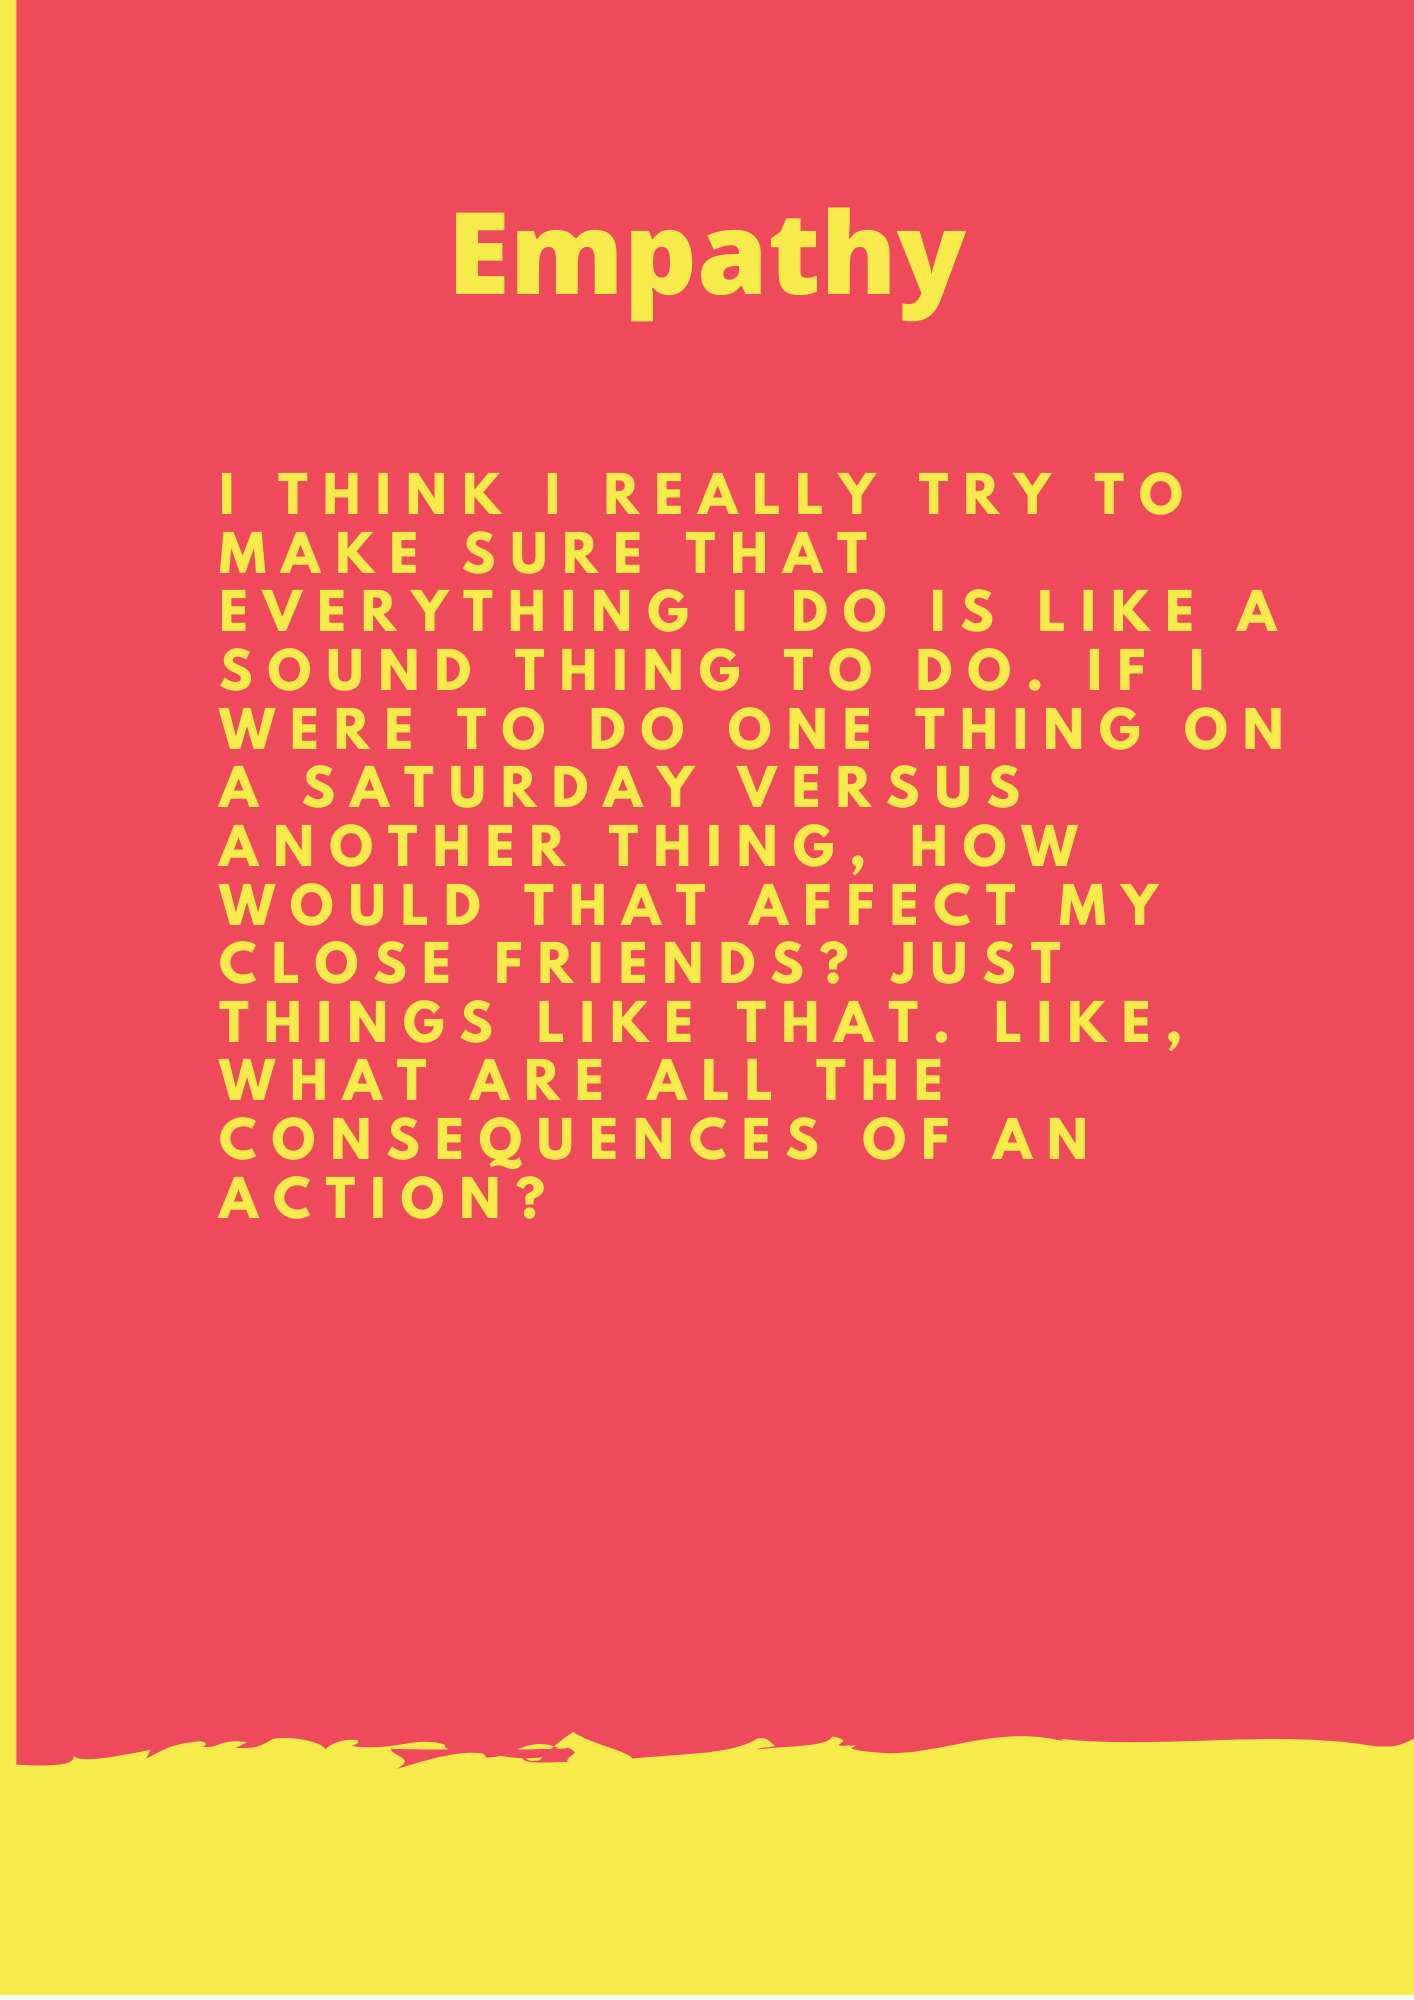 Empathy
I THINK I REALLY TRY TO
MAKE SURE THAT
EVERYTHING I DO IS LIKE A
SOUND THING TO DO. IF I
WERE TO DO ONE THING ON
A SATURDAY VERSUS
ANOTHER THING, HOW
WOULD THAT AFFECT MY
CLOSE FRIENDS? JUST
THINGS LIKE THAT. LIKE,
WHAT ARE ALL THE
CONSEQUENCES OF AN
ACTION?